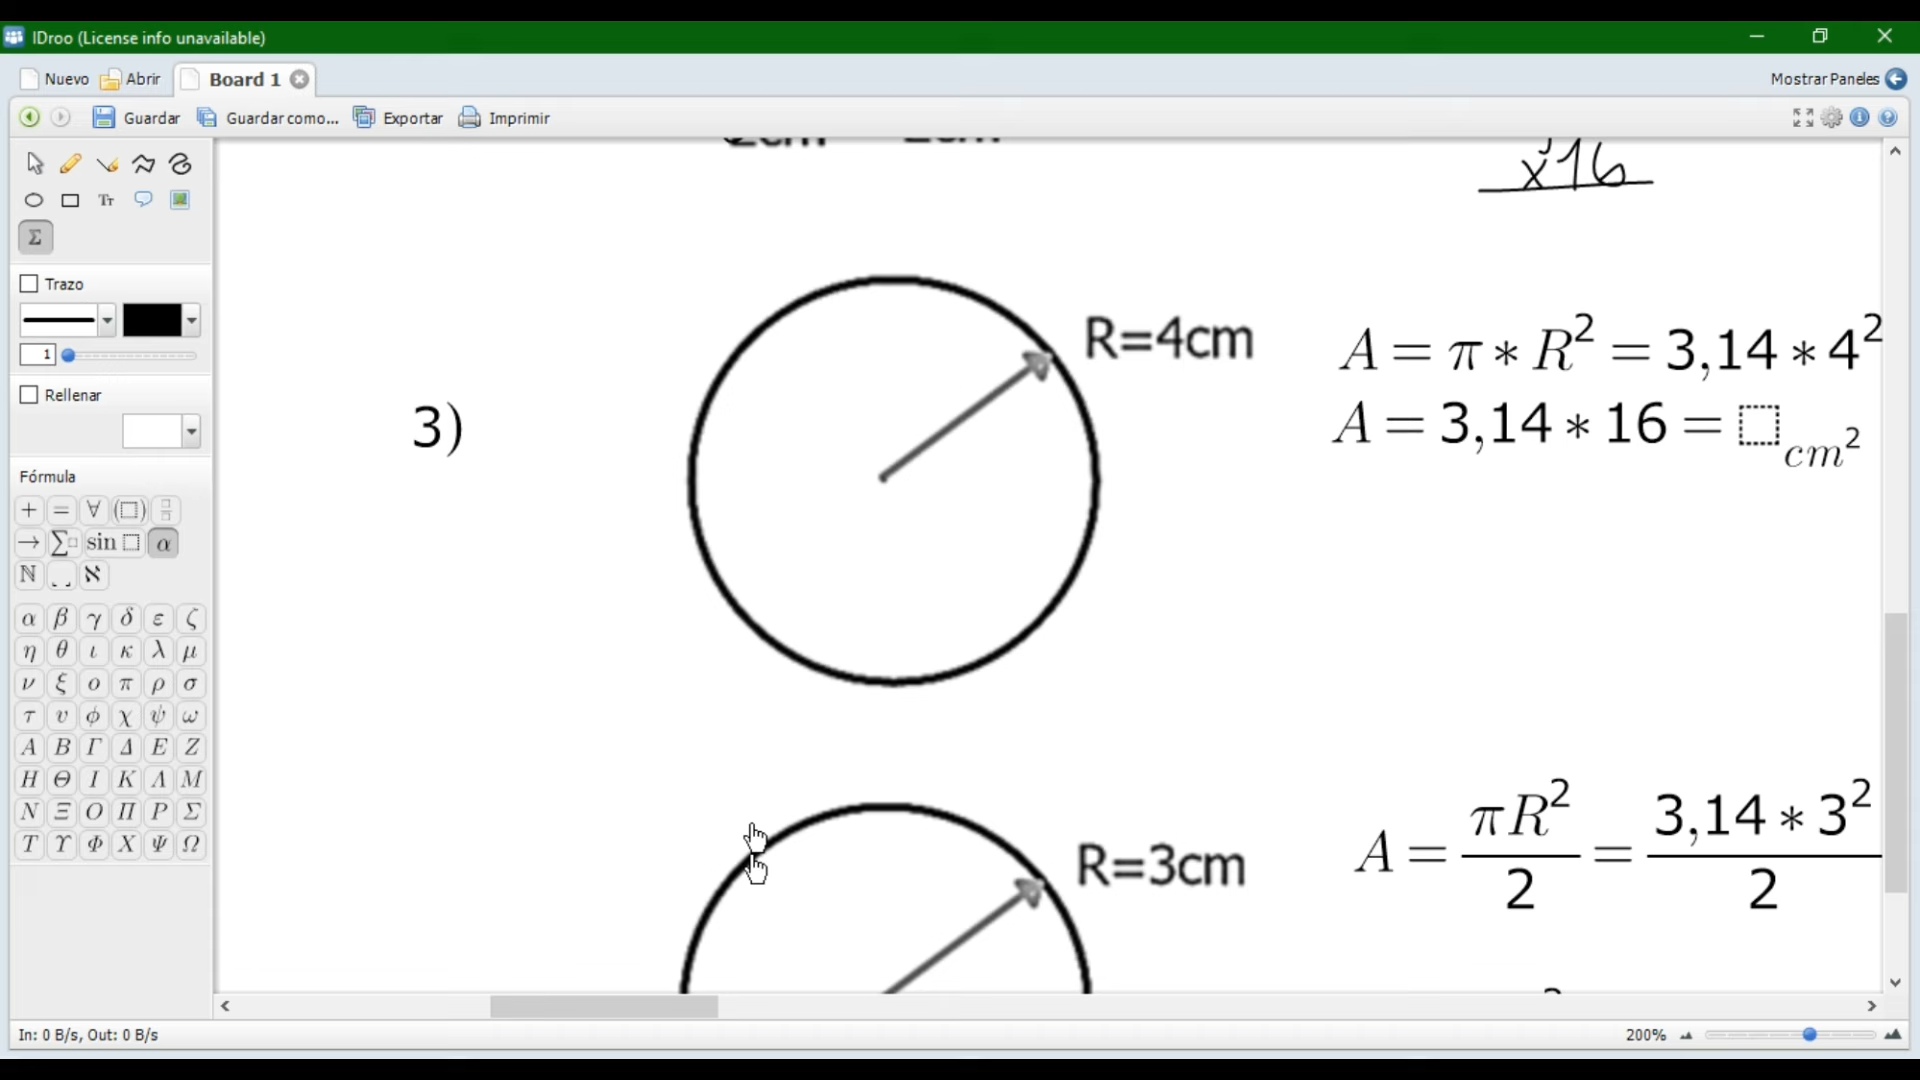 IDroo (License info unavailable)
Nuevo Abrir Board 1 Mostrar Paneles
Guardar Guardar como... Exportar Imprimir
x16
Tт
Σ
Trazo
1
Rellenar
Fórmula
+ = ∀ (□)
→ Σ□ sin □ α
ℕ ℵ
α β γ δ ε ζ
η θ ι κ λ μ
ν ξ ο π ρ σ
τ υ ϕ χ ψ ω
A B Γ Δ E Z
H Θ I K Λ M
N Ξ O Π P Σ
T ϒ Φ X Ψ Ω
3)
R=4cm
A = π * R² = 3,14 * 4²
A = 3,14 * 16 = □ cm²
R=3cm
A = πR²/2 = 3,14 * 3²/2
In: 0 B/s, Out: 0 B/s
200%